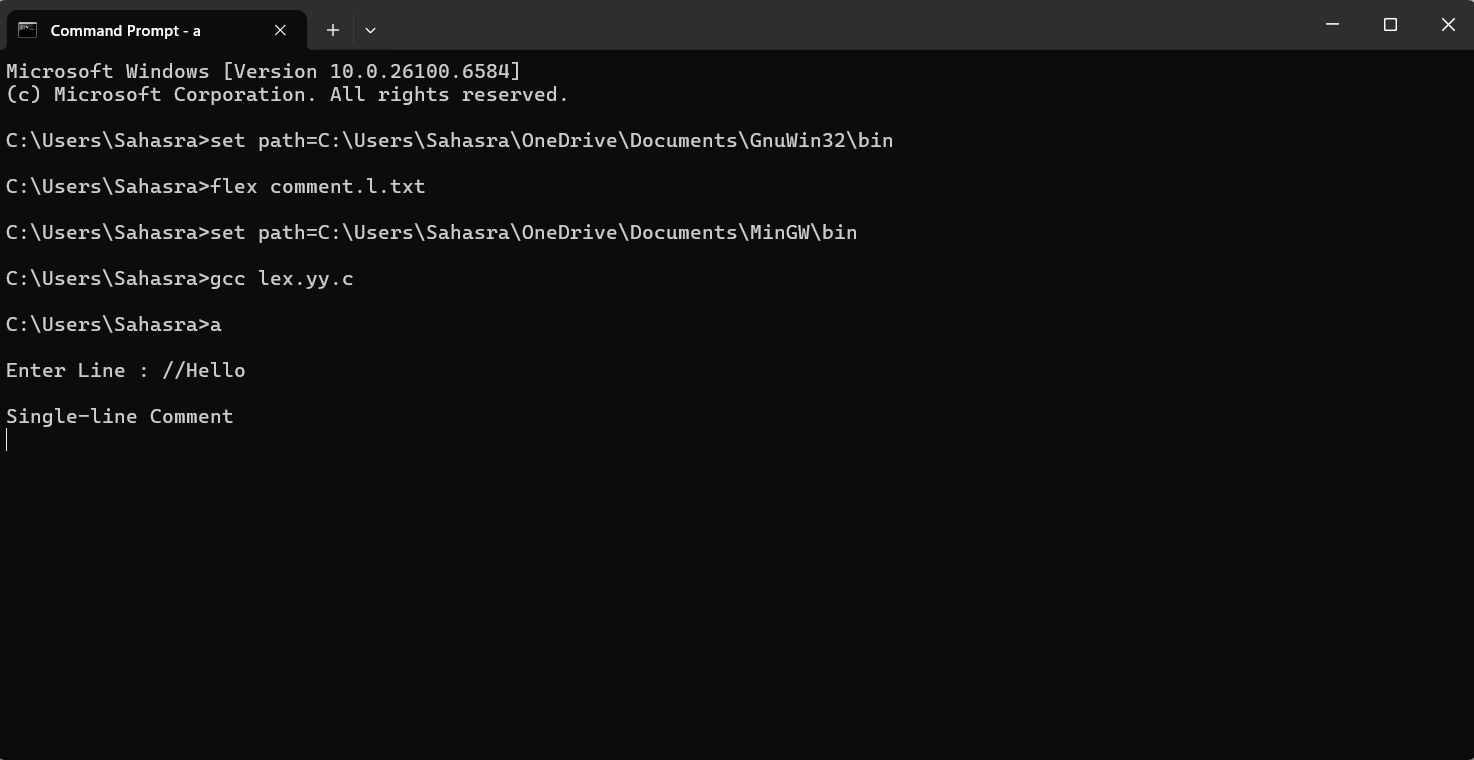 Command Prompt - a
Microsoft Windows [Version 10.0.26100.6584]
(c) Microsoft Corporation. All rights reserved.
C:\Users\Sahasra>set path=C:\Users\Sahasra\OneDrive\Documents\GnuWin32\bin
C:\Users\Sahasra>flex comment.l.txt
C:\Users\Sahasra>set path=C:\Users\Sahasra\OneDrive\Documents\MinGW\bin
C:\Users\Sahasra>gcc lex.yy.c
C:\Users\Sahasra>a
Enter Line : //Hello
Single-line Comment